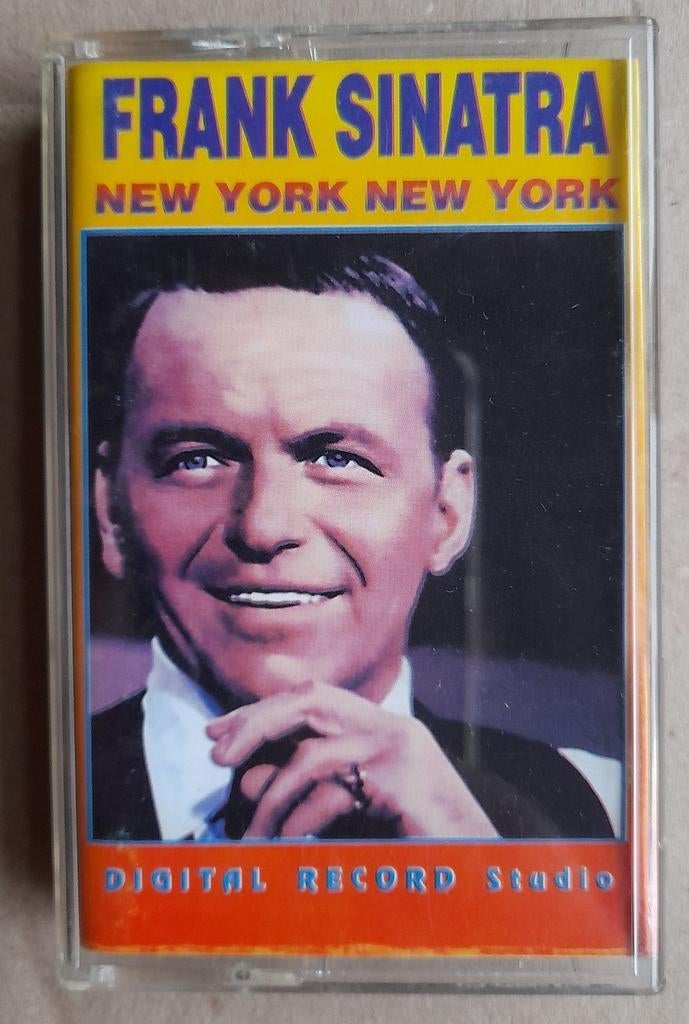 FRANK SINATRA
NEW YORK NEW YORK
DIGITAL RECORD Studio